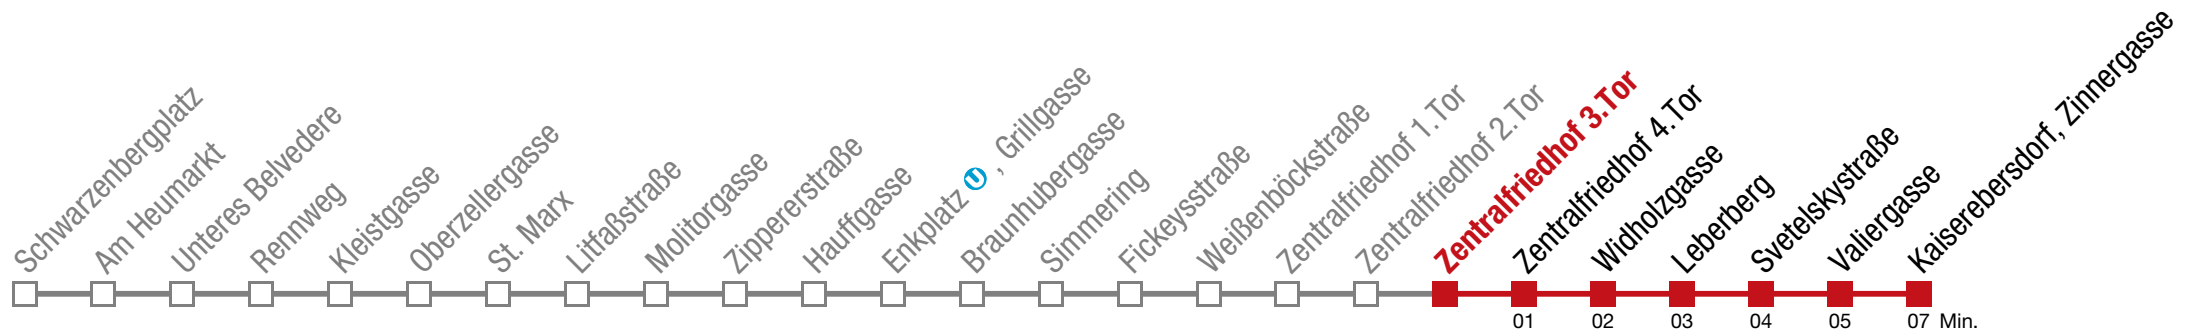 Schwarzenbergplatz
Am Heumarkt
Unteres Belvedere
Rennweg
Kleistgasse
Oberzellergasse
St. Marx
Litfaßstraße
Molitorgasse
Zippererstraße
Hauffgasse
Enkplatz U , Grillgasse
Braunhubergasse
Simmering
Fickeysstraße
Weißenböckstraße
Zentralfriedhof 1.Tor
Zentralfriedhof 2.Tor
Zentralfriedhof 3.Tor
Zentralfriedhof 4.Tor
Widholzgasse
Leberberg
Svetelskystraße
Valiergasse
Kaiserebersdorf, Zinnergasse
01 02 03 04 05 07 Min.